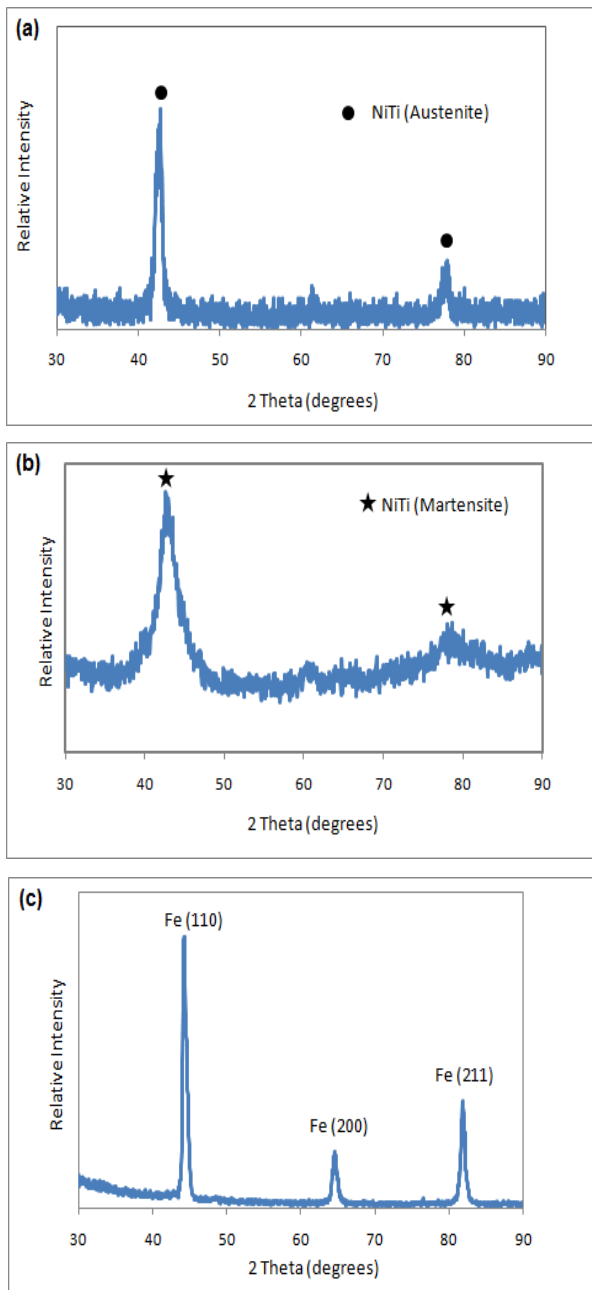 (a)
● NiTi (Austenite)
Relative Intensity
30 40 50 60 70 80 90
2 Theta (degrees)
(b)
★ NiTi (Martensite)
Relative Intensity
30 40 50 60 70 80 90
2 Theta (degrees)
(c)
Fe (110)
Fe (211)
Fe (200)
Relative Intensity
30 40 50 60 70 80 90
2 Theta (degrees)